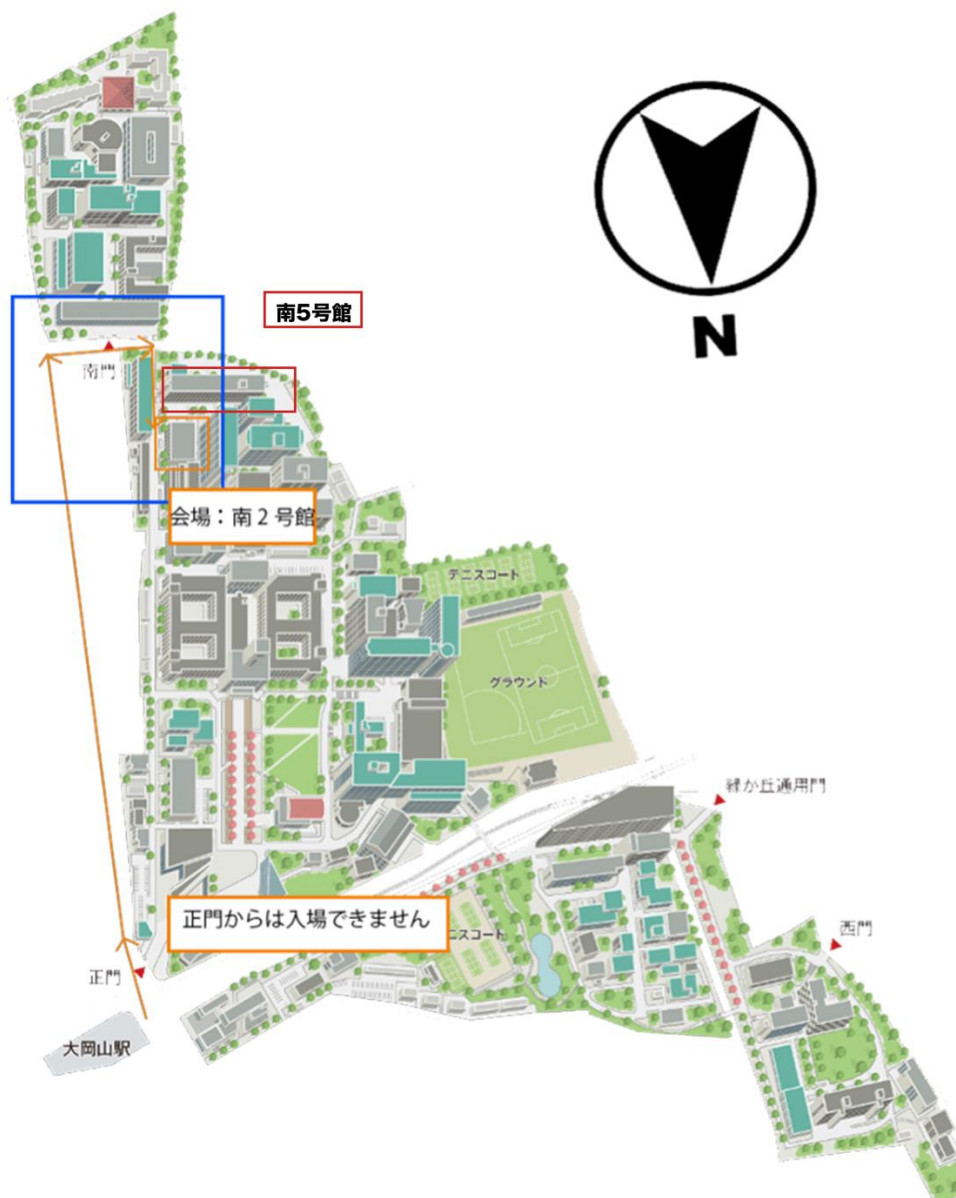 N
南5号館
南門
会場：南2号館
テニスコート
グラウンド
緑が丘通用門
正門からは入場できません
ニスコート
西門
正門
大岡山駅